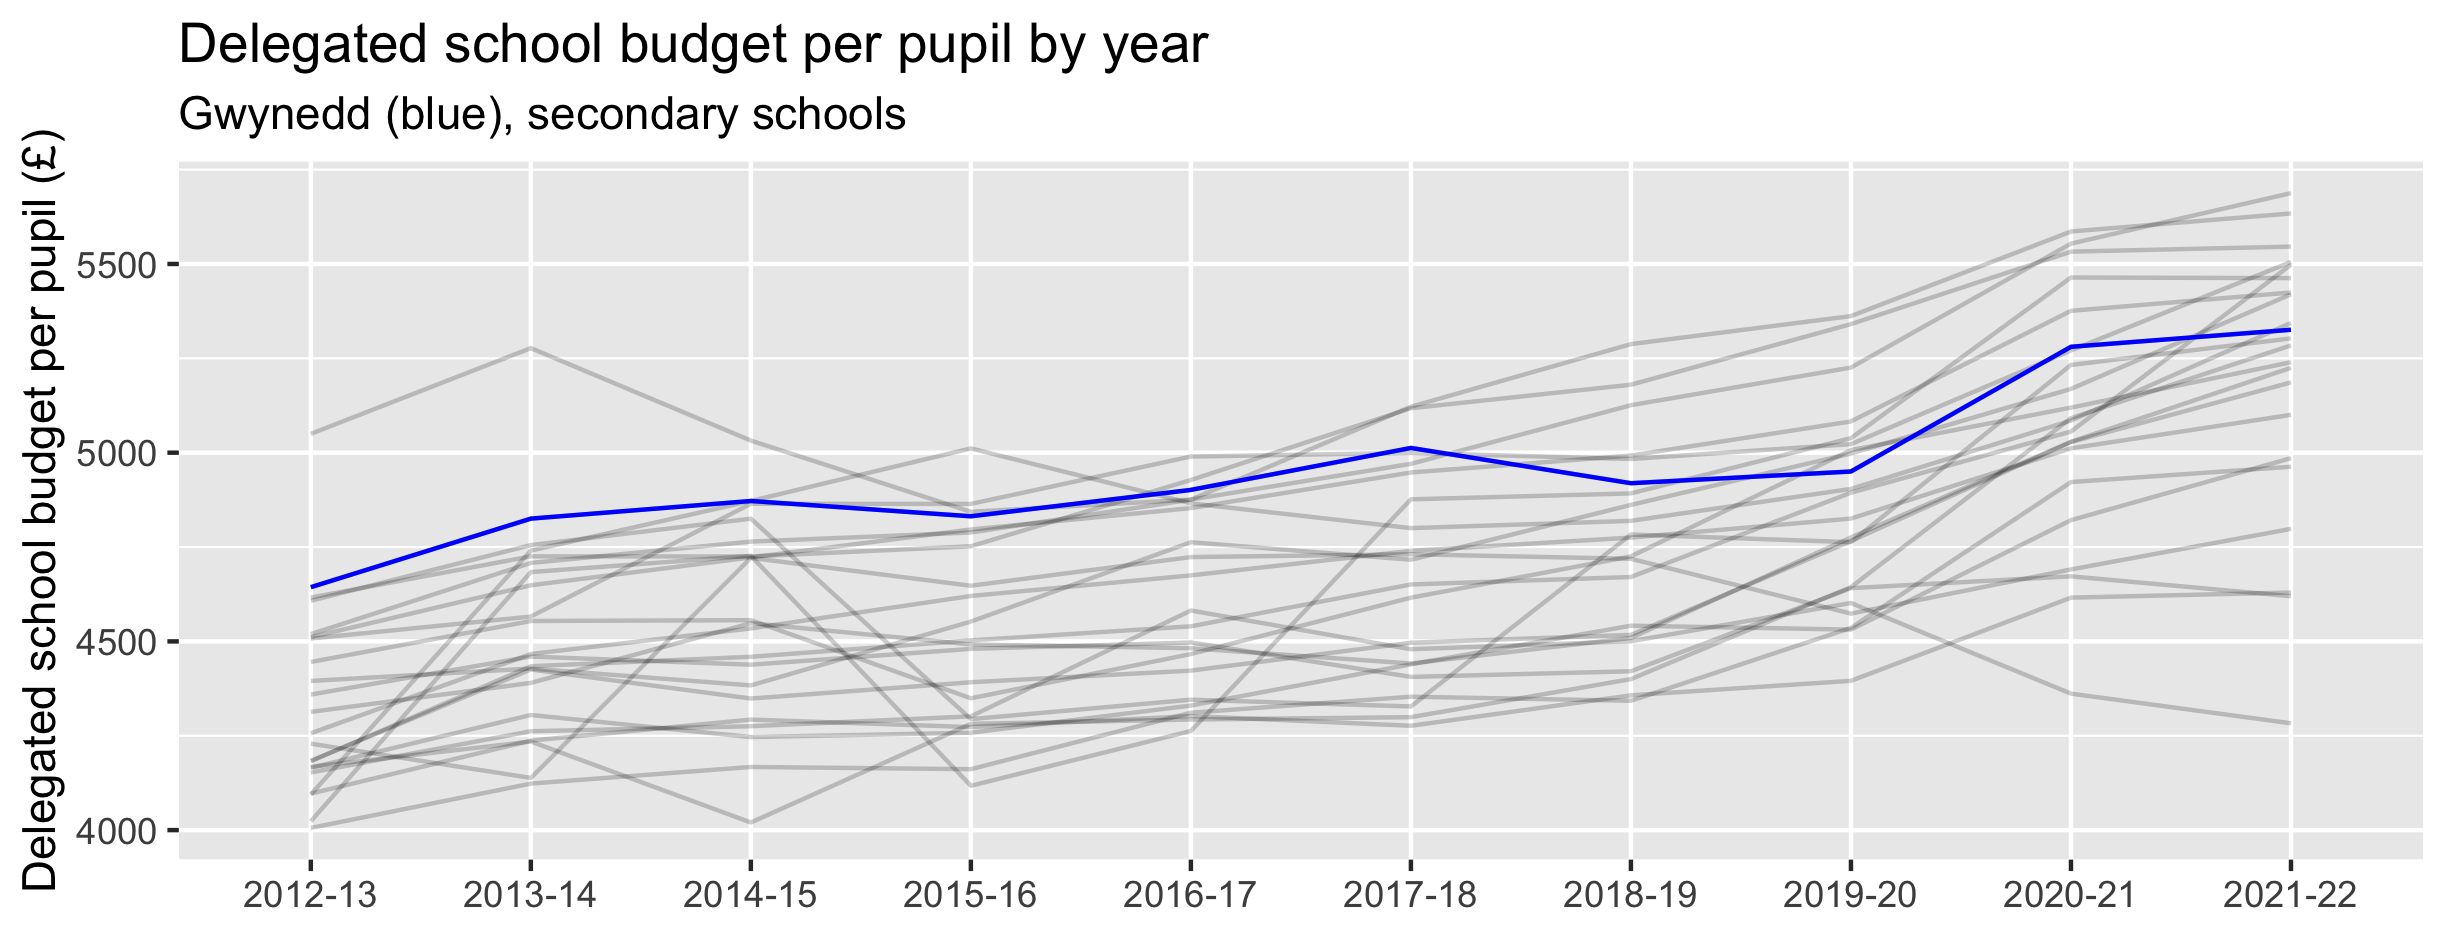 Delegated school budget per pupil by year
Gwynedd (blue), secondary schools
Delegated school budget per pupil (£)
5500
5000
4500
4000
2012-13 2013-14 2014-15 2015-16 2016-17 2017-18 2018-19 2019-20 2020-21 2021-22